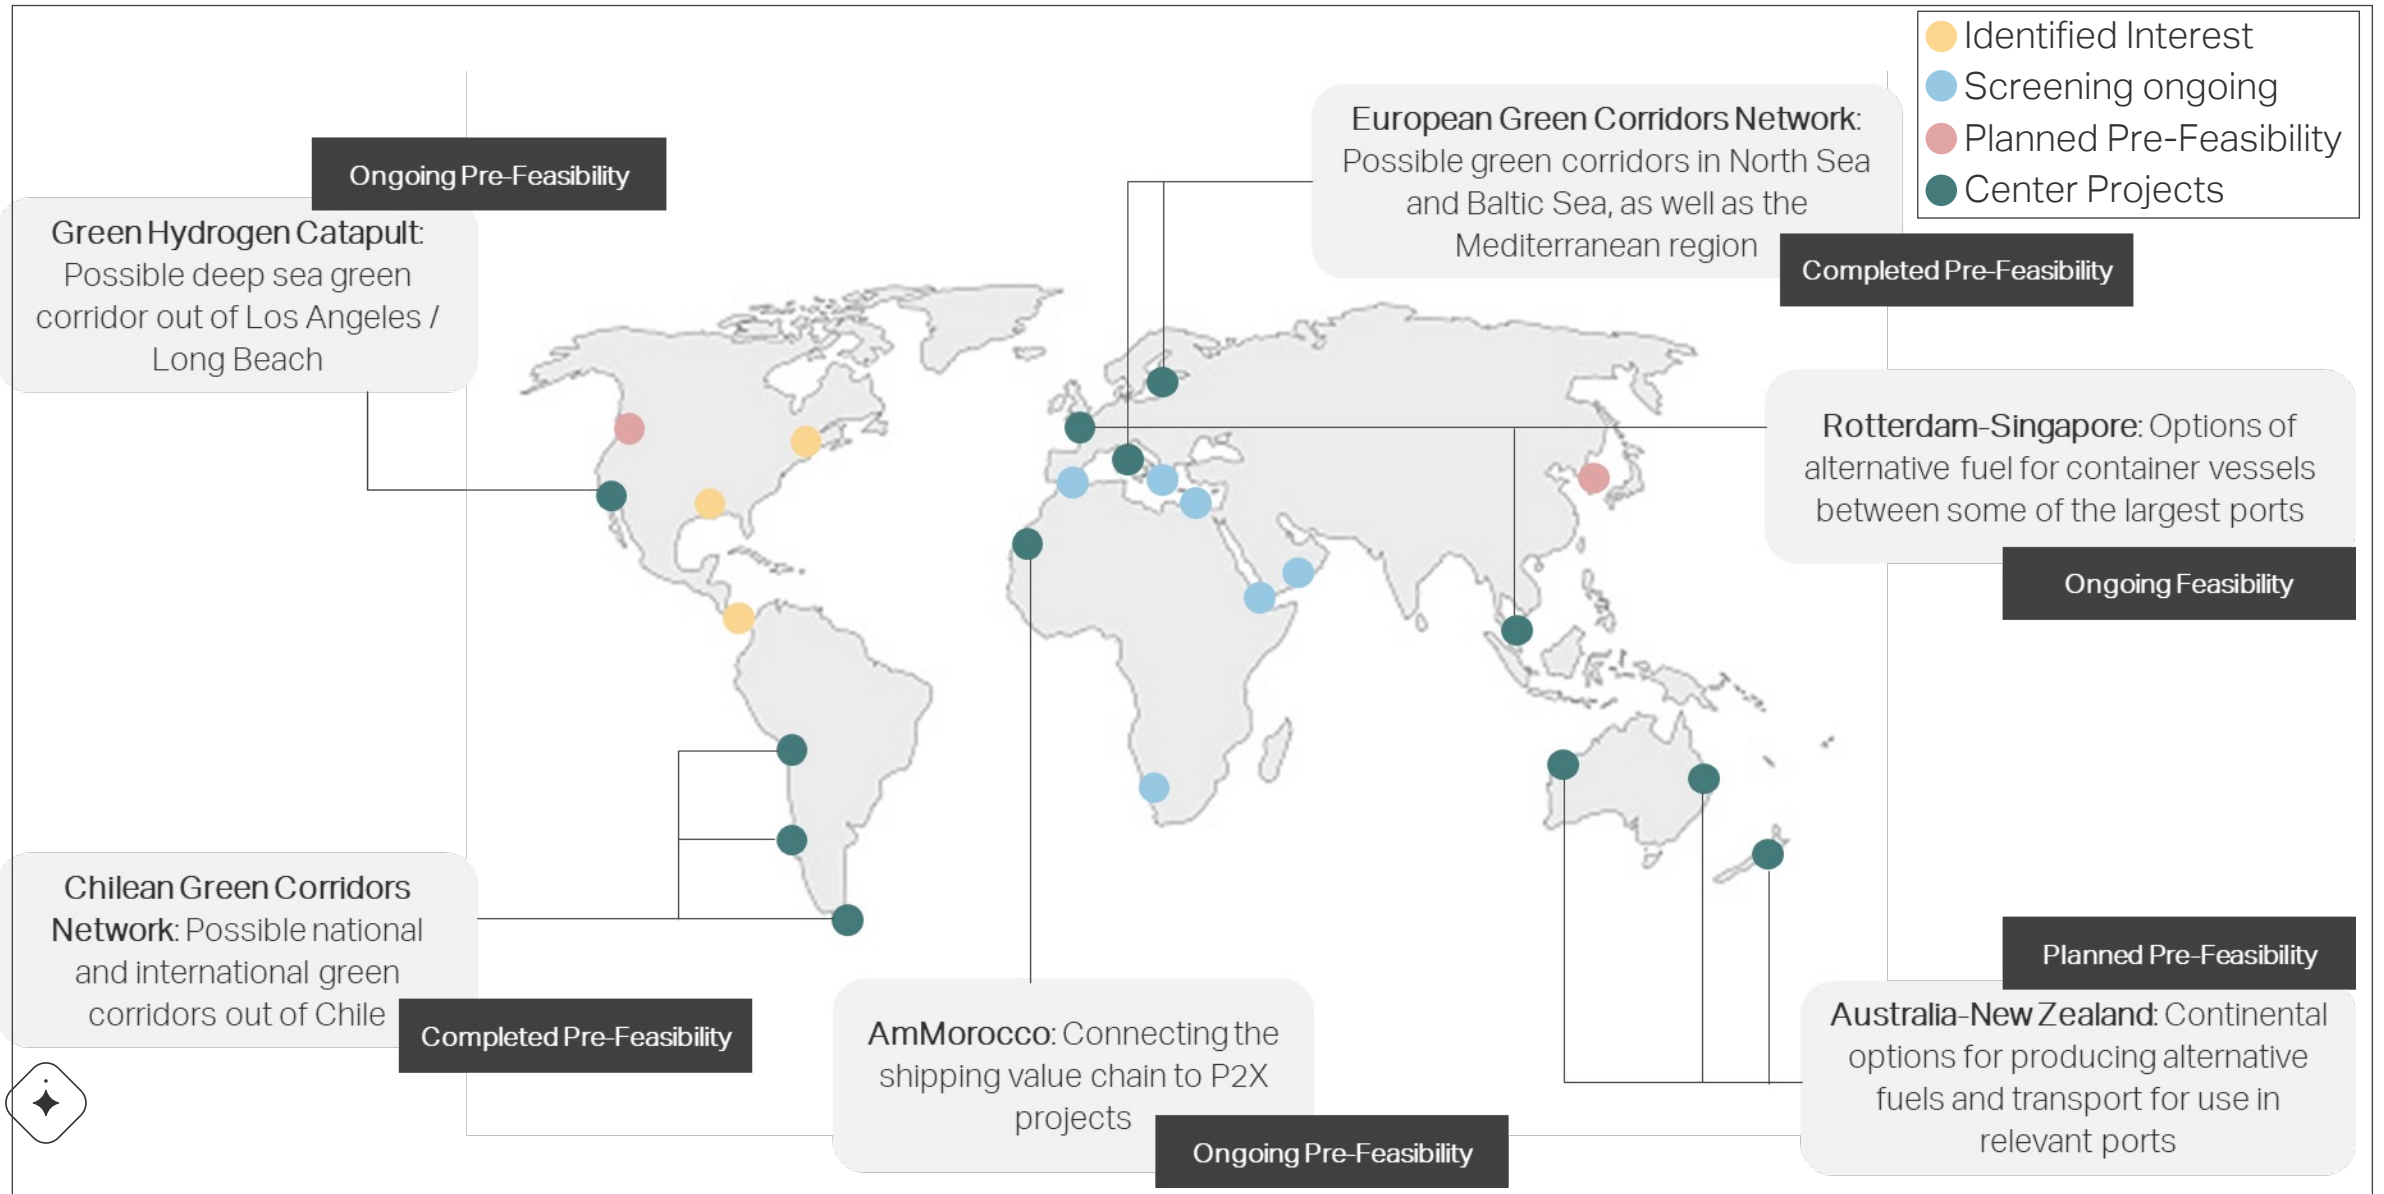 Identified Interest
Screening ongoing
Planned Pre-Feasibility
Center Projects
Ongoing Pre-Feasibility
Green Hydrogen Catapult:
Possible deep sea green
corridor out of Los Angeles /
Long Beach
European Green Corridors Network:
Possible green corridors in North Sea
and Baltic Sea, as well as the
Mediterranean region
Completed Pre-Feasibility
Rotterdam-Singapore: Options of
alternative fuel for container vessels
between some of the largest ports
Ongoing Feasibility
Chilean Green Corridors
Network: Possible national
and international green
corridors out of Chile
Completed Pre-Feasibility
AmMorocco: Connecting the
shipping value chain to P2X
projects
Ongoing Pre-Feasibility
Planned Pre-Feasibility
Australia-New Zealand: Continental
options for producing alternative
fuels and transport for use in
relevant ports